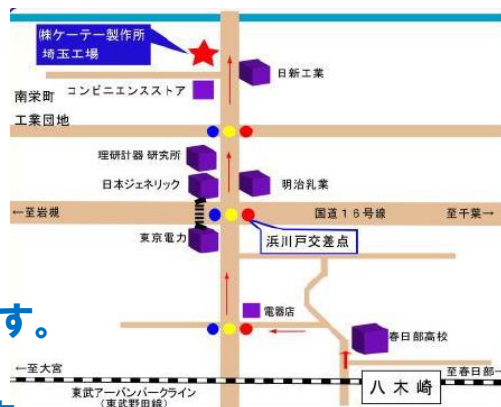 ㈱ケーテー製作所
埼玉工場
日新工業
コンビニエンスストア
南栄町
工業団地
理研計器 研究所
日本ジェネリック
明治乳業
←至岩槻
国道１６号線
至千葉→
東京電力
浜川戸交差点
す。
電器店
春日部高校
←至大宮
至春日部→
東武アーバンパークライン
(東武野田線)
八木崎